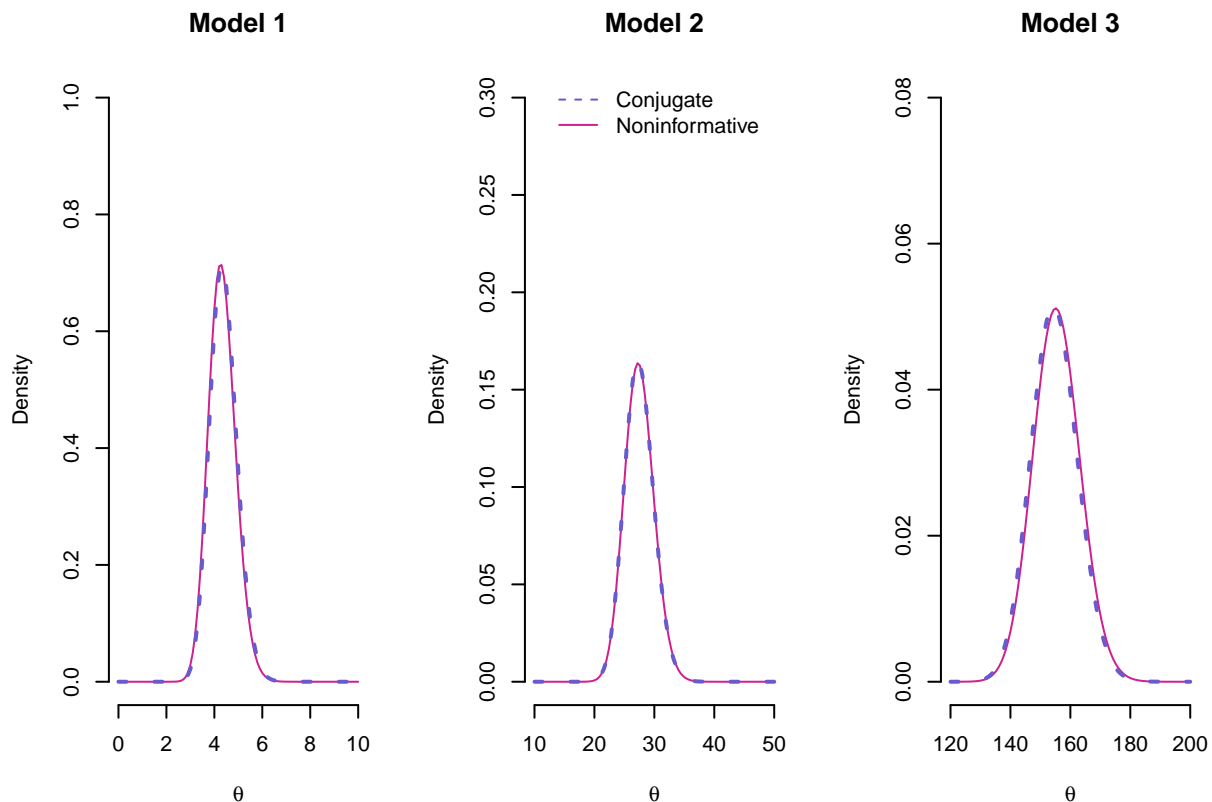 Model 1
Density
0.0 0.2 0.4 0.6 0.8 1.0
0 2 4 6 8 10
θ
Model 2
Conjugate
Noninformative
Density
0.00 0.05 0.10 0.15 0.20 0.25 0.30
10 20 30 40 50
θ
Model 3
Density
0.00 0.02 0.04 0.06 0.08
120 140 160 180 200
θ